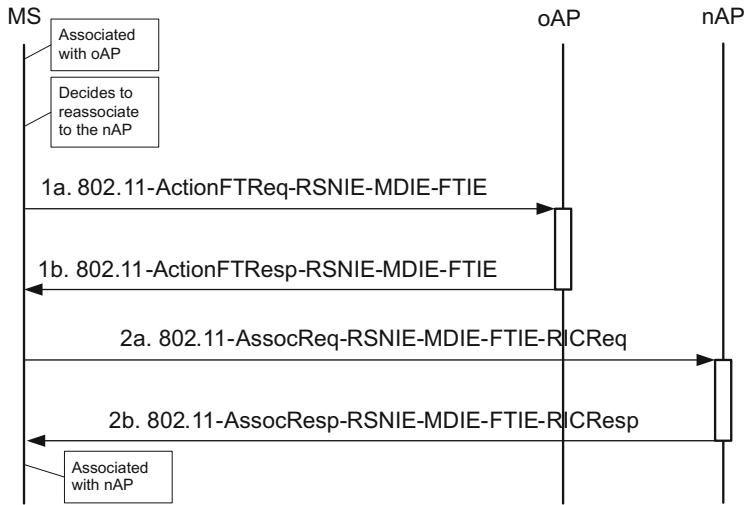 MS
oAP
nAP
Associated
with oAP
Decides to
reassociate
to the nAP
1a. 802.11-ActionFTReq-RSNIE-MDIE-FTIE
1b. 802.11-ActionFTResp-RSNIE-MDIE-FTIE
2a. 802.11-AssocReq-RSNIE-MDIE-FTIE-RICReq
2b. 802.11-AssocResp-RSNIE-MDIE-FTIE-RICResp
Associated
with nAP